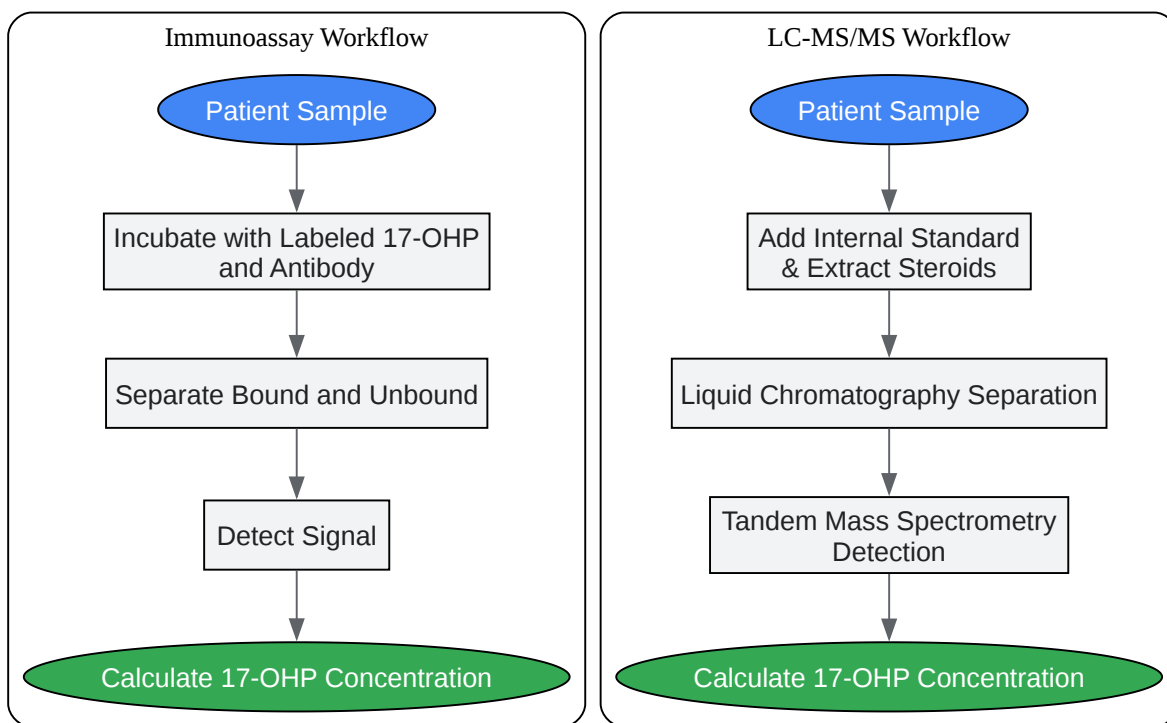 Immunoassay Workflow
Patient Sample
Incubate with Labeled 17-OHP
and Antibody
Separate Bound and Unbound
Detect Signal
Calculate 17-OHP Concentration
LC-MS/MS Workflow
Patient Sample
Add Internal Standard
& Extract Steroids
Liquid Chromatography Separation
Tandem Mass Spectrometry
Detection
Calculate 17-OHP Concentration